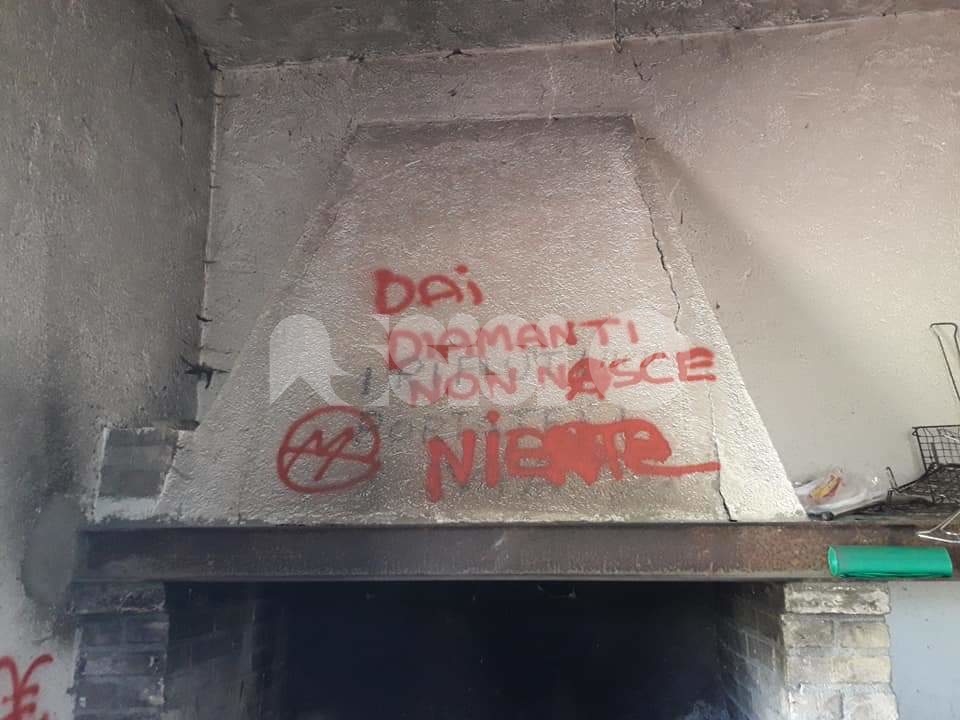 DAi
DIAMANTI
NON NASCE
NIENTE